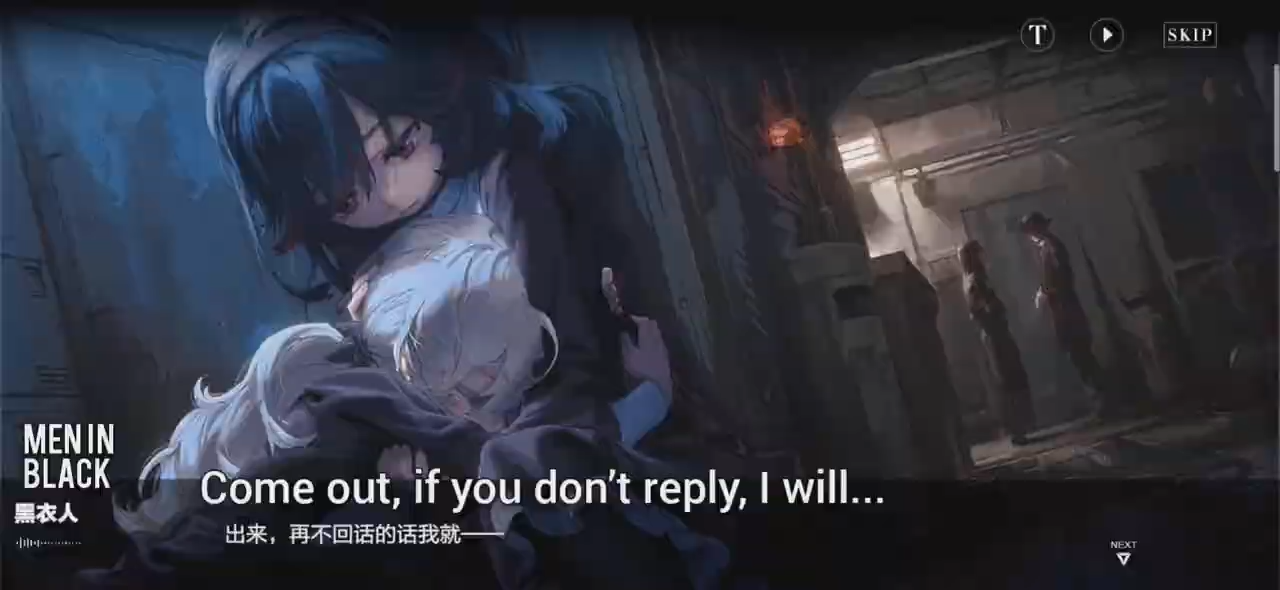 T
SKIP
MEN IN
BLACK
黑衣人
Come out, if you don't reply, I will...
出来，再不回话的话我就——
NEXT